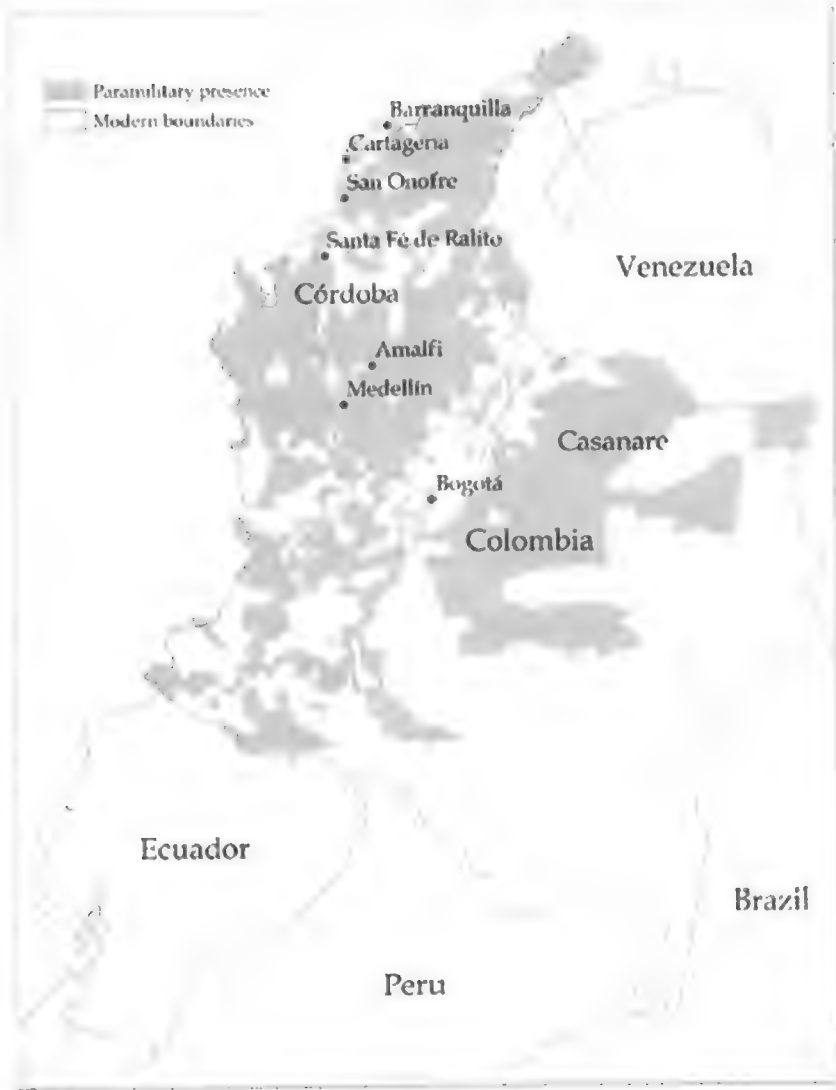 Paramilitary presence
Modern boundaries
Barranquilla
Cartagena
San Onofre
Santa Fé de Ralito
Venezuela
Córdoba
Amalfi
Medellín
Casanare
Bogotá
Colombia
Ecuador
Brazil
Peru